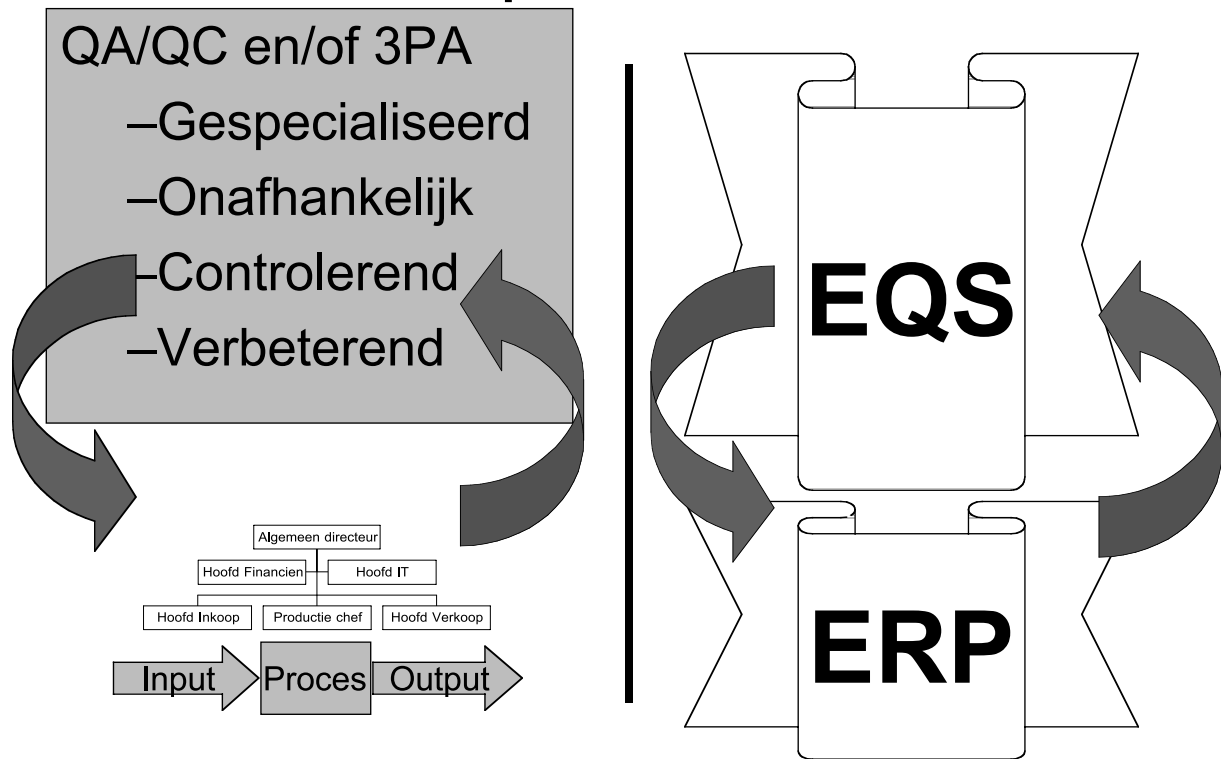 QA/QC en/of 3PA
–Gespecialiseerd
–Onafhankelijk
–Controlerend
–Verbeterend
Algemeen directeur
Hoofd Financien
Hoofd IT
Hoofd Inkoop
Productie chef
Hoofd Verkoop
Input
Proces
Output
EQS
ERP